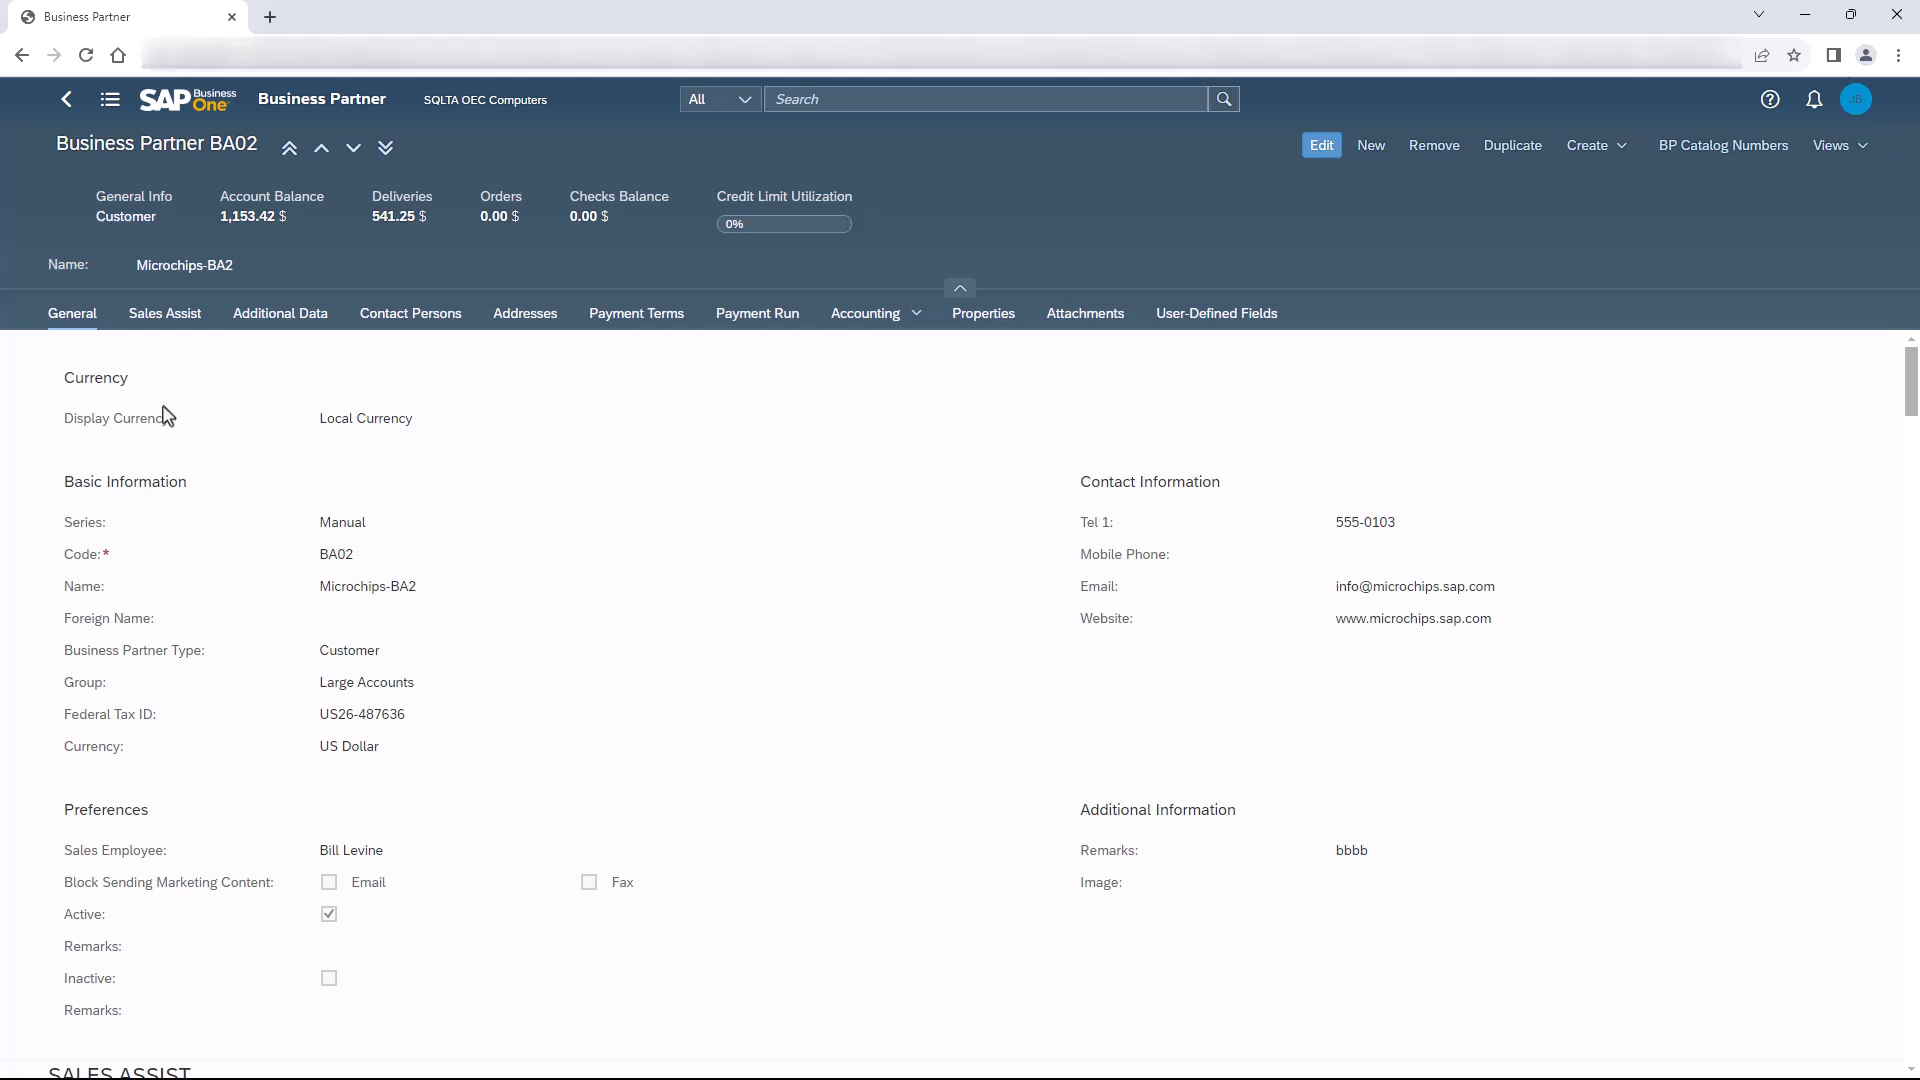 Business Partner
SAP Business One Business Partner SQLTA OEC Computers All Search JB
Business Partner BA02 Edit New Remove Duplicate Create BP Catalog Numbers Views
General Info Account Balance Deliveries Orders Checks Balance Credit Limit Utilization
Customer 1,153.42 $ 541.25 $ 0.00 $ 0.00 $ 0%
Name: Microchips-BA2
General Sales Assist Additional Data Contact Persons Addresses Payment Terms Payment Run Accounting Properties Attachments User-Defined Fields
Currency
Display Currenc Local Currency
Basic Information Contact Information
Series: Manual Tel 1: 555-0103
Code:* BA02 Mobile Phone:
Name: Microchips-BA2 Email: info@microchips.sap.com
Foreign Name: Website: www.microchips.sap.com
Business Partner Type: Customer
Group: Large Accounts
Federal Tax ID: US26-487636
Currency: US Dollar
Preferences Additional Information
Sales Employee: Bill Levine Remarks: bbbb
Block Sending Marketing Content: Email Fax Image:
Active:
Remarks:
Inactive:
Remarks:
SALES ASSIST